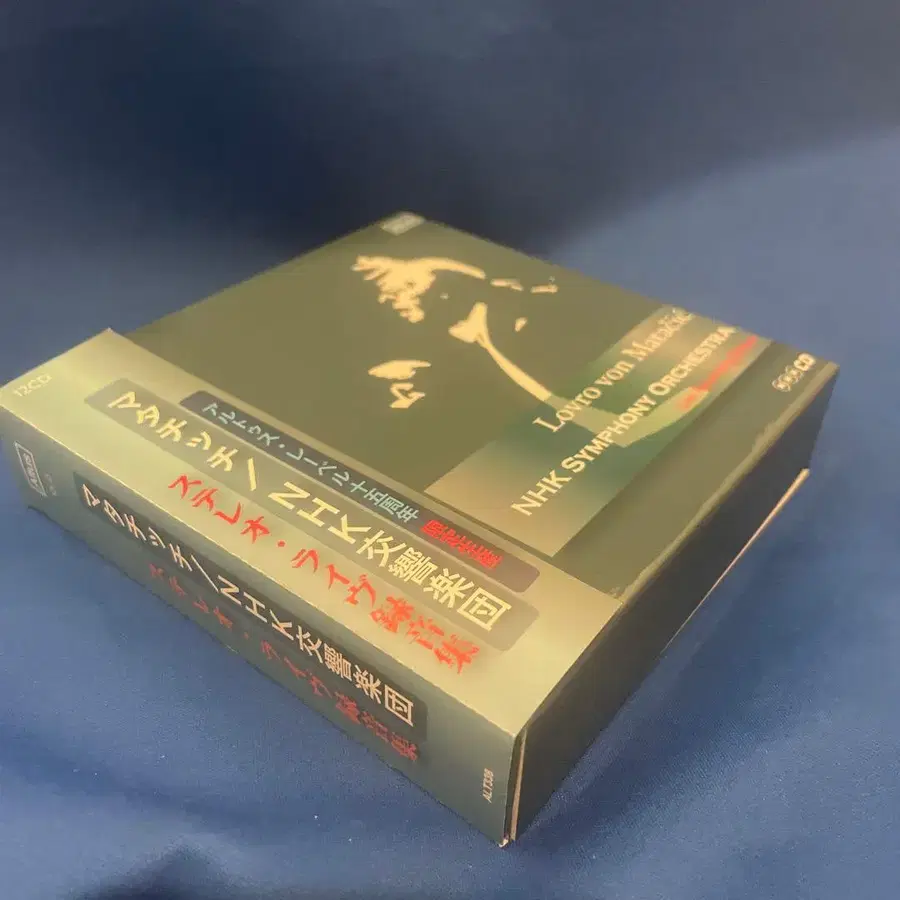 Lovro von Matačić
NHK SYMPHONY ORCHESTRA
CD
12CD
アルトゥス・レーベル十五周年 限定生産
マタチッチ/NHK交響楽団
ステレオ・ライヴ録音集
マタチッチ/NHK交響楽団
ステレオ・ライヴ録音集